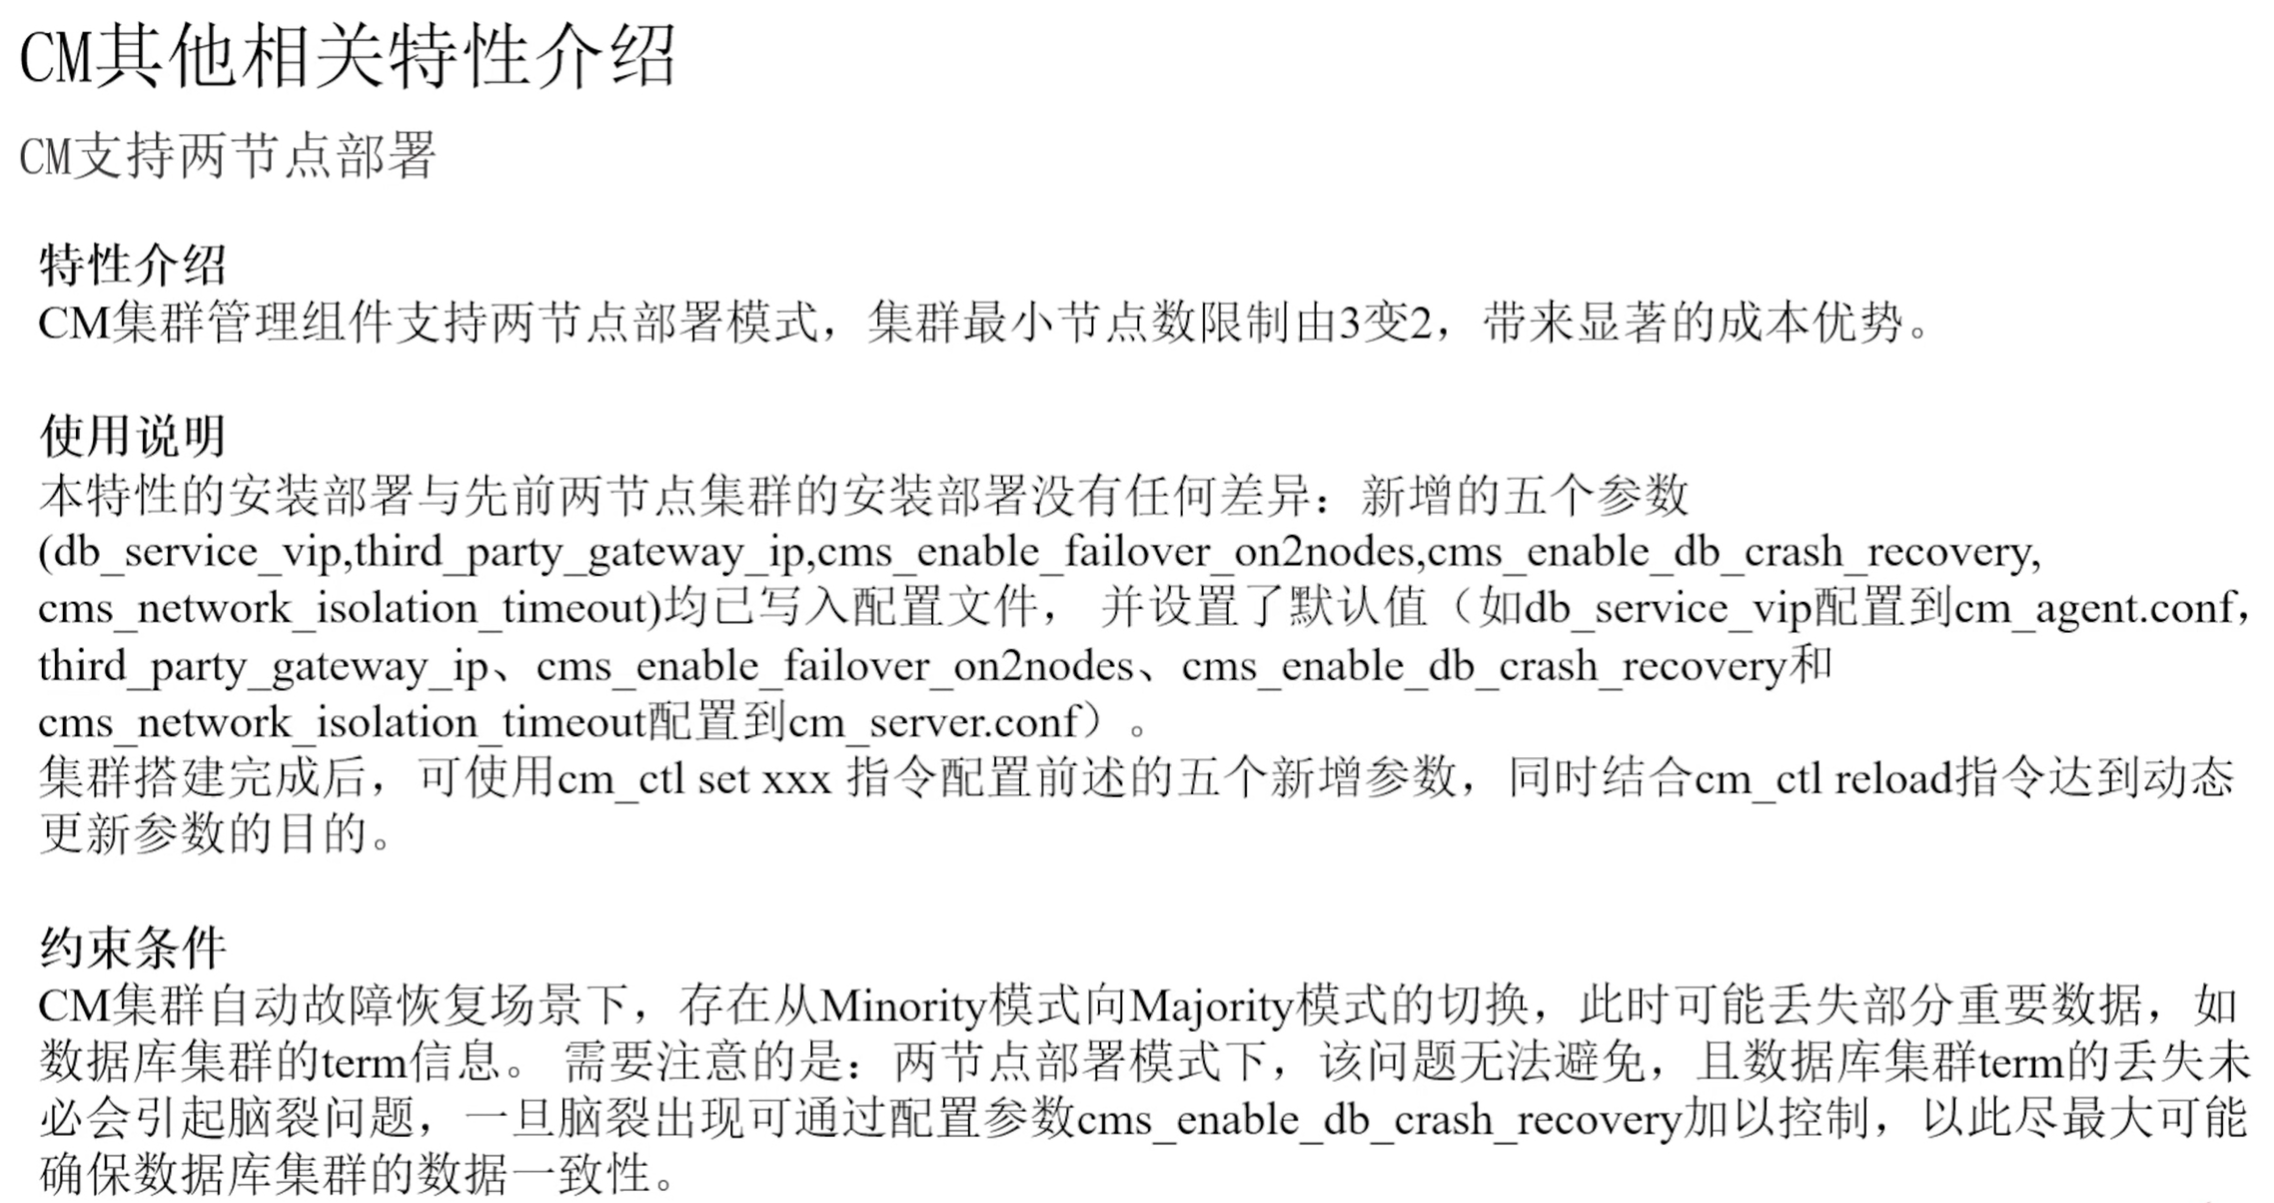 CM其他相关特性介绍
CM支持两节点部署
特性介绍
CM集群管理组件支持两节点部署模式，集群最小节点数限制由3变2，带来显著的成本优势。
使用说明
本特性的安装部署与先前两节点集群的安装部署没有任何差异：新增的五个参数
(db_service_vip,third_party_gateway_ip,cms_enable_failover_on2nodes,cms_enable_db_crash_recovery,
cms_network_isolation_timeout)均已写入配置文件， 并设置了默认值（如db_service_vip配置到cm_agent.conf，
third_party_gateway_ip、cms_enable_failover_on2nodes、cms_enable_db_crash_recovery和
cms_network_isolation_timeout配置到cm_server.conf）。
集群搭建完成后，可使用cm_ctl set xxx 指令配置前述的五个新增参数，同时结合cm_ctl reload指令达到动态
更新参数的目的。
约束条件
CM集群自动故障恢复场景下，存在从Minority模式向Majority模式的切换，此时可能丢失部分重要数据，如
数据库集群的term信息。 需要注意的是：两节点部署模式下，该问题无法避免，且数据库集群term的丢失未
必会引起脑裂问题，一旦脑裂出现可通过配置参数cms_enable_db_crash_recovery加以控制，以此尽最大可能
确保数据库集群的数据一致性。